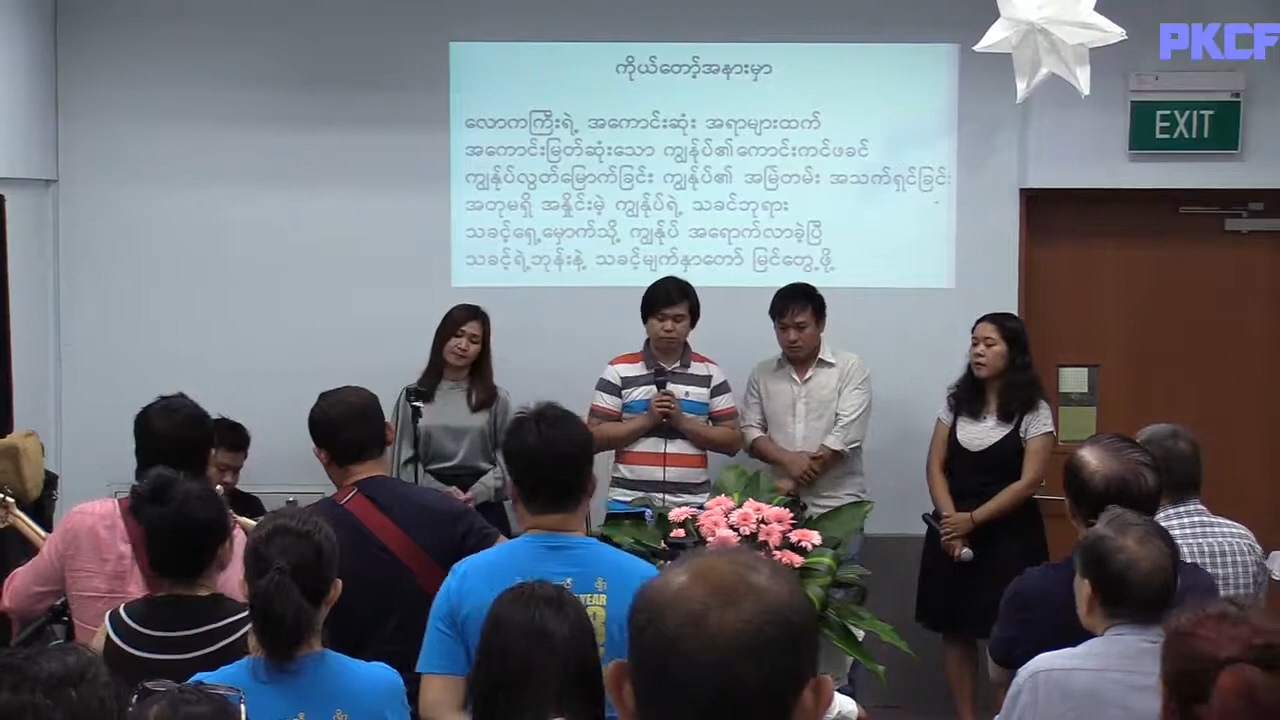 ကိုယ်တော့်အနားမှာ
လောကကြီးရဲ့ အကောင်းဆုံး အရာများထက်
အကောင်းမြတ်ဆုံးသော ကျွန်ုပ်၏ကောင်းကင်ဖခင်
ကျွန်ုပ်လွတ်မြောက်ခြင်း ကျွန်ုပ်၏ အမြဲတမ်း အသက်ရှင်ခြင်း
အတုမရှိ အနှိုင်းမဲ့ ကျွန်ုပ်ရဲ့ သခင်ဘုရား
သခင့်ရှေ့မှောက်သို့ ကျွန်ုပ် အရောက်လာခဲ့ပြီ
သခင့်ရဲ့ဘုန်းနဲ့ သခင့်မျက်နှာတော် မြင်တွေ့ဖို့
PKCF
EXIT
YEAR